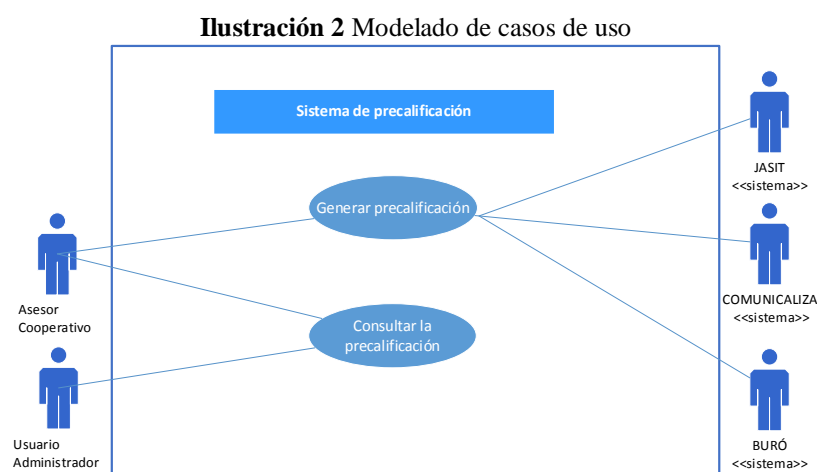 Ilustración 2 Modelado de casos de uso
Sistema de precalificación
JASIT
<<sistema>>
Generar precalificación
COMUNICALIZA
<<sistema>>
Asesor
Cooperativo
Consultar la
precalificación
Usuario
Administrador
BURÓ
<<sistema>>